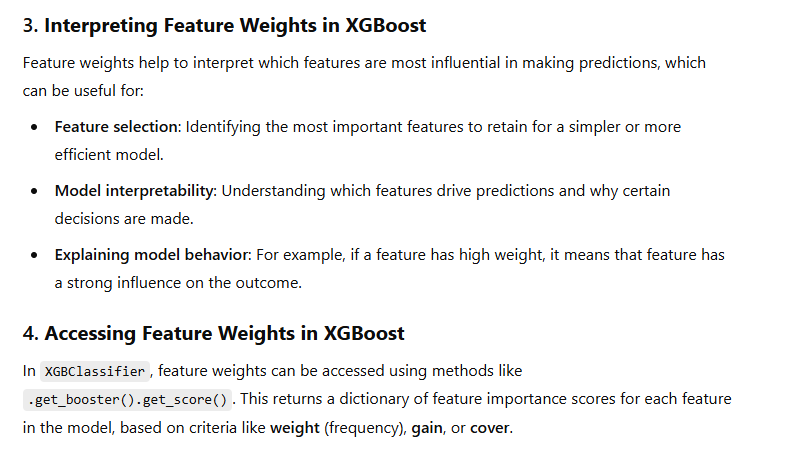 3. Interpreting Feature Weights in XGBoost
Feature weights help to interpret which features are most influential in making predictions, which
can be useful for:
• Feature selection: Identifying the most important features to retain for a simpler or more
efficient model.
• Model interpretability: Understanding which features drive predictions and why certain
decisions are made.
• Explaining model behavior: For example, if a feature has high weight, it means that feature has
a strong influence on the outcome.
4. Accessing Feature Weights in XGBoost
In XGBClassifier, feature weights can be accessed using methods like
.get_booster().get_score(). This returns a dictionary of feature importance scores for each feature
in the model, based on criteria like weight (frequency), gain, or cover.